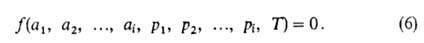 f(a₁, a₂, ..., aᵢ, p₁, p₂, ..., pᵢ, T) = 0. (6)